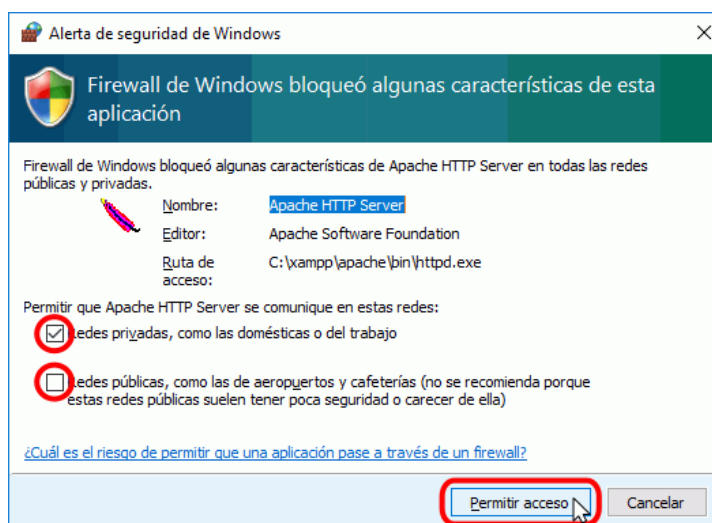 Alerta de seguridad de Windows
Firewall de Windows bloqueó algunas características de esta
aplicación
Firewall de Windows bloqueó algunas características de Apache HTTP Server en todas las redes
públicas y privadas.
Nombre: Apache HTTP Server
Editor: Apache Software Foundation
Ruta de C:\xampp\apache\bin\httpd.exe
acceso:
Permitir que Apache HTTP Server se comunique en estas redes:
Redes privadas, como las domésticas o del trabajo
Redes públicas, como las de aeropuertos y cafeterías (no se recomienda porque
estas redes públicas suelen tener poca seguridad o carecer de ella)
¿Cuál es el riesgo de permitir que una aplicación pase a través de un firewall?
Permitir acceso Cancelar